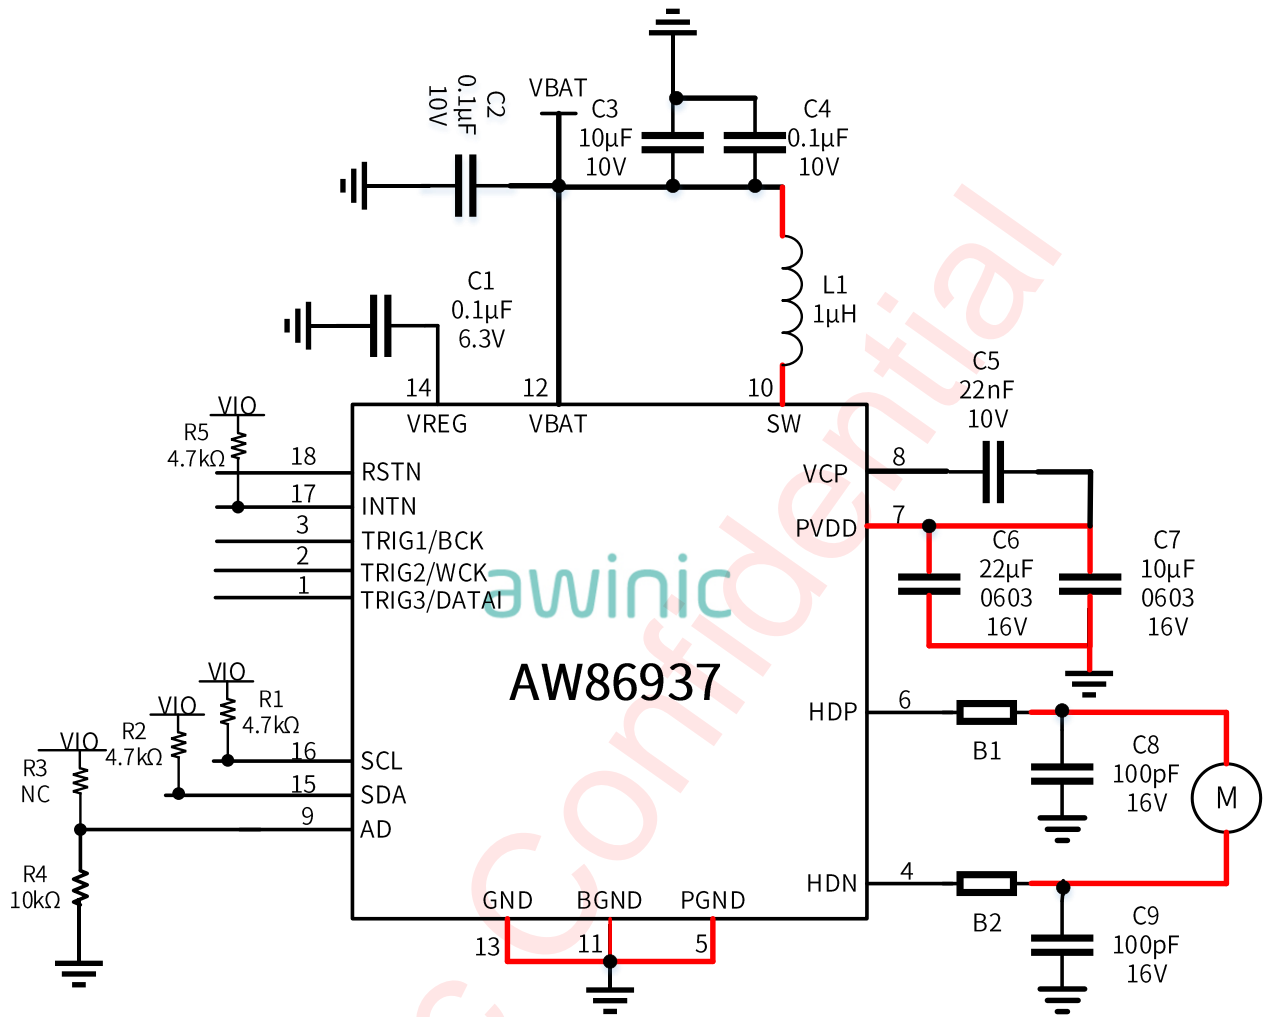 VBAT
C2
0.1µF
10V
C3
10µF
10V
C4
0.1µF
10V
C1
0.1µF
6.3V
L1
1µH
14
12
10
VREG
VBAT
SW
C5
22nF
10V
VIO
R5
4.7kΩ
18
RSTN
17
INTN
3
TRIG1/BCK
2
TRIG2/WCK
1
TRIG3/DATAI
8
VCP
7
PVDD
C6
22µF
0603
16V
C7
10µF
0603
16V
awinic
AW86937
VIO
R1
4.7kΩ
VIO
R2
4.7kΩ
VIO
R3
NC
16
SCL
15
SDA
9
AD
R4
10kΩ
HDP
6
B1
C8
100pF
16V
M
HDN
4
B2
C9
100pF
16V
GND
BGND
PGND
13
11
5
Confidential